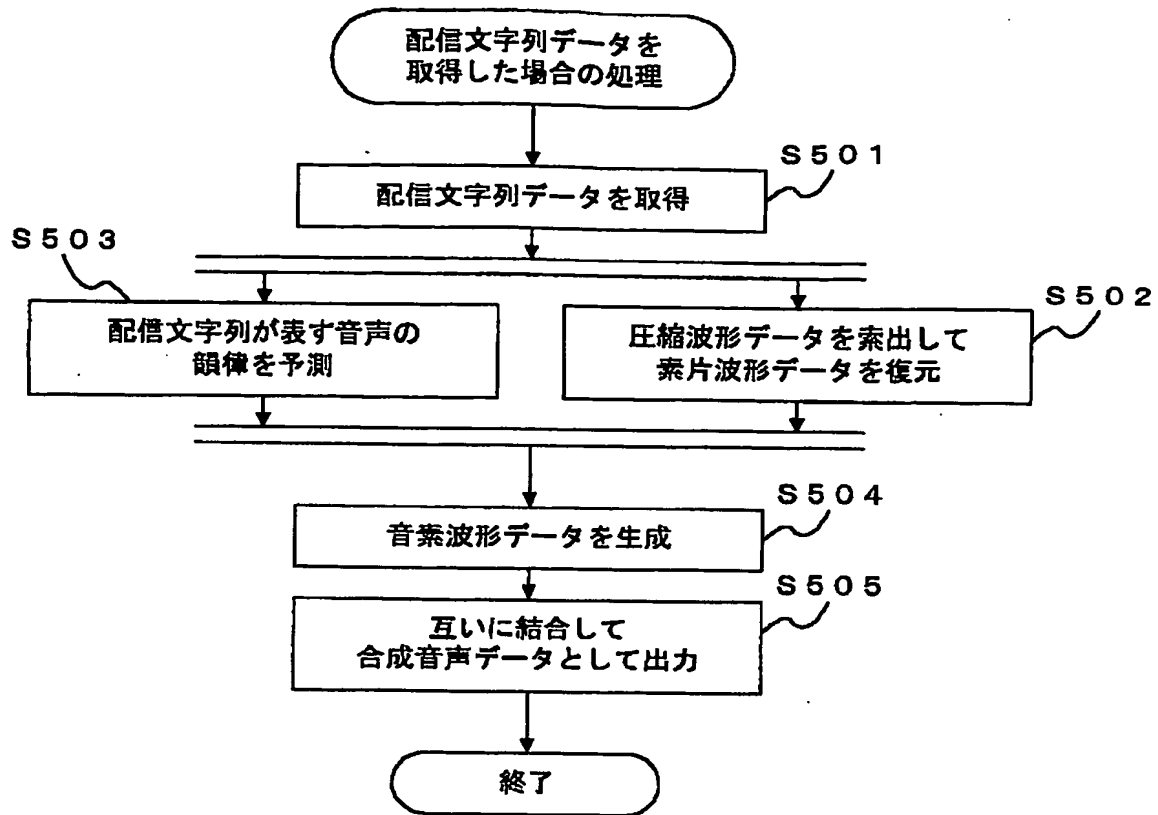 配信文字列データを
取得した場合の処理
S501
配信文字列データを取得
S503
配信文字列が表す音声の
韻律を予測
S502
圧縮波形データを索出して
素片波形データを復元
S504
音素波形データを生成
S505
互いに結合して
合成音声データとして出力
終了